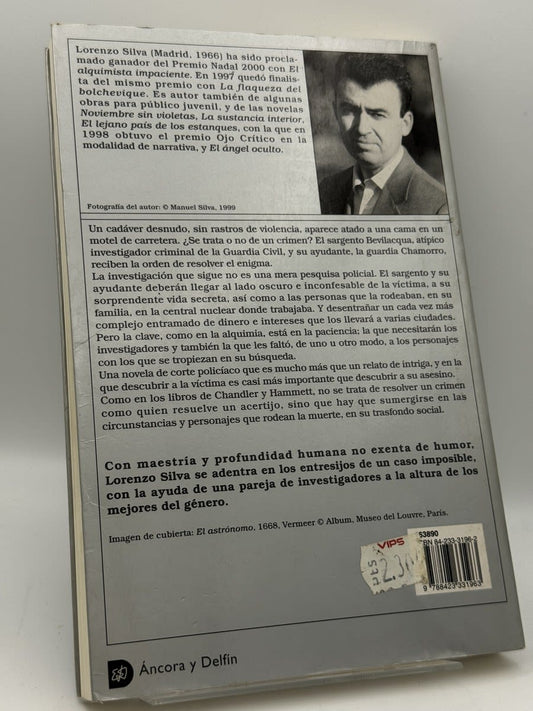 Lorenzo Silva (Madrid, 1966) ha sido procla-
mado ganador del Premio Nadal 2000 con El
alquimista impaciente. En 1997 quedó finalis-
ta del mismo premio con La flaqueza del
bolchevique. Es autor también de algunas
obras para público juvenil, y de las novelas
Noviembre sin violetas, La sustancia interior,
El lejano país de los estanques, con la que en
1998 obtuvo el premio Ojo Crítico en la
modalidad de narrativa, y El ángel oculto.
Fotografía del autor: © Manuel Silva, 1999
Un cadáver desnudo, sin rastros de violencia, aparece atado a una cama en un
motel de carretera. ¿Se trata o no de un crimen? El sargento Bevilacqua, atípico
investigador criminal de la Guardia Civil, y su ayudante, la guardia Chamorro,
reciben la orden de resolver el enigma.
La investigación que sigue no es una mera pesquisa policial. El sargento y su
ayudante deberán llegar al lado oscuro e inconfesable de la víctima, a su
sorprendente vida secreta, así como a las personas que la rodeaban, en su
familia, en la central nuclear donde trabajaba. Y desentrañar un cada vez más
complejo entramado de dinero e intereses que los llevará a varias ciudades.
Pero la clave, como en la alquimia, está en la paciencia; la que necesitarán los
investigadores y también la que les faltó, de uno u otro modo, a los personajes
con los que se tropiezan en su búsqueda.
Una novela de corte policíaco que es mucho más que un relato de intriga, y en la
que descubrir a la víctima es casi más importante que descubrir a su asesino.
Como en los libros de Chandler y Hammett, no se trata de resolver un crimen
como quien resuelve un acertijo, sino que hay que sumergirse en las
circunstancias y personajes que rodean la muerte, en su trasfondo social.
Con maestría y profundidad humana no exenta de humor,
Lorenzo Silva se adentra en los entresijos de un caso imposible,
con la ayuda de una pareja de investigadores a la altura de los
mejores del género.
Imagen de cubierta: El astrónomo, 1668, Vermeer © Album, Museo del Louvre, París.
VIPS
53890
BN 84-233-3196-2
9 788423 331963
Áncora y Delfín